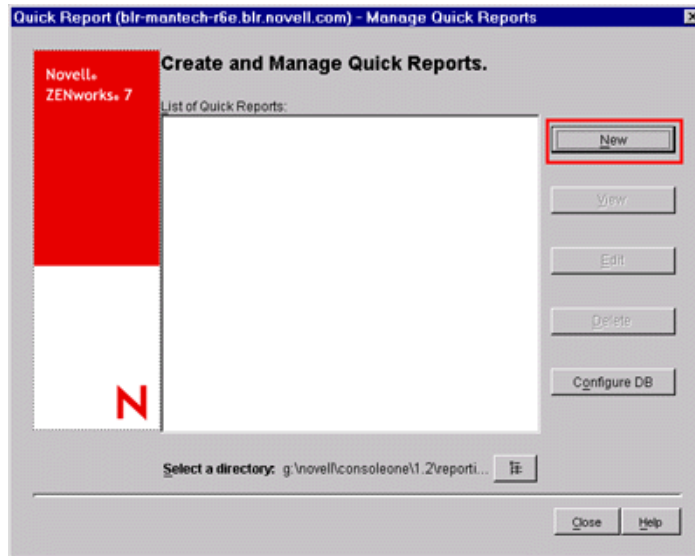 Quick Report (blr-mantech-r6e.blr.novell.com) - Manage Quick Reports
Novell®
ZENworks® 7
Create and Manage Quick Reports.
List of Quick Reports:
New
View
Edit
Delete
Configure DB
N
Select a directory: g:\novell\consoleone\1.2\reporti...
Close
Help